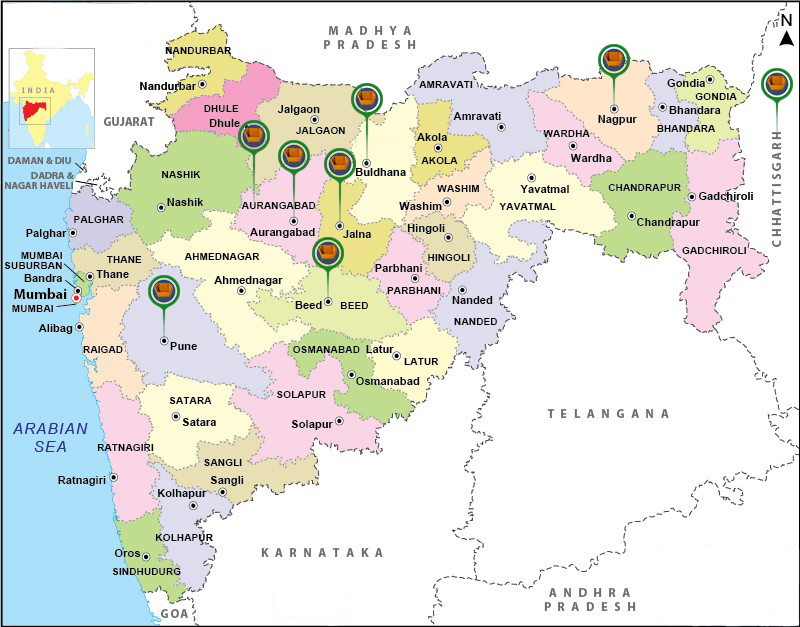 MADHYA
PRADESH
N
NANDURBAR
Nandurbar
INDIA
GUJARAT
DHULE
Dhule
Jalgaon
JALGAON
AMRAVATI
Amravati
Nagpur
Gondia
GONDIA
Bhandara
BHANDARA
CHHATTISGARH
DAMAN & DIU
DADRA &
NAGAR HAVELI
NASHIK
Nashik
AURANGABAD
Aurangabad
Buldhana
Akola
AKOLA
WARDHA
Wardha
WASHIM
Washim
Yavatmal
YAVATMAL
CHANDRAPUR
Chandrapur
Gadchiroli
GADCHIROLI
PALGHAR
Palghar
Jalna
Hingoli
HINGOLI
THANE
Thane
MUMBAI
SUBURBAN
Bandra
Mumbai
MUMBAI
AHMEDNAGAR
Ahmednagar
Beed
BEED
Parbhani
PARBHANI
Nanded
NANDED
Alibag
RAIGAD
Pune
OSMANABAD
Osmanabad
Latur
LATUR
SATARA
Satara
SOLAPUR
Solapur
TELANGANA
ARABIAN
SEA
RATNAGIRI
Ratnagiri
SANGLI
Sangli
Kolhapur
KOLHAPUR
Oros
SINDHUDURG
KARNATAKA
GOA
ANDHRA
PRADESH